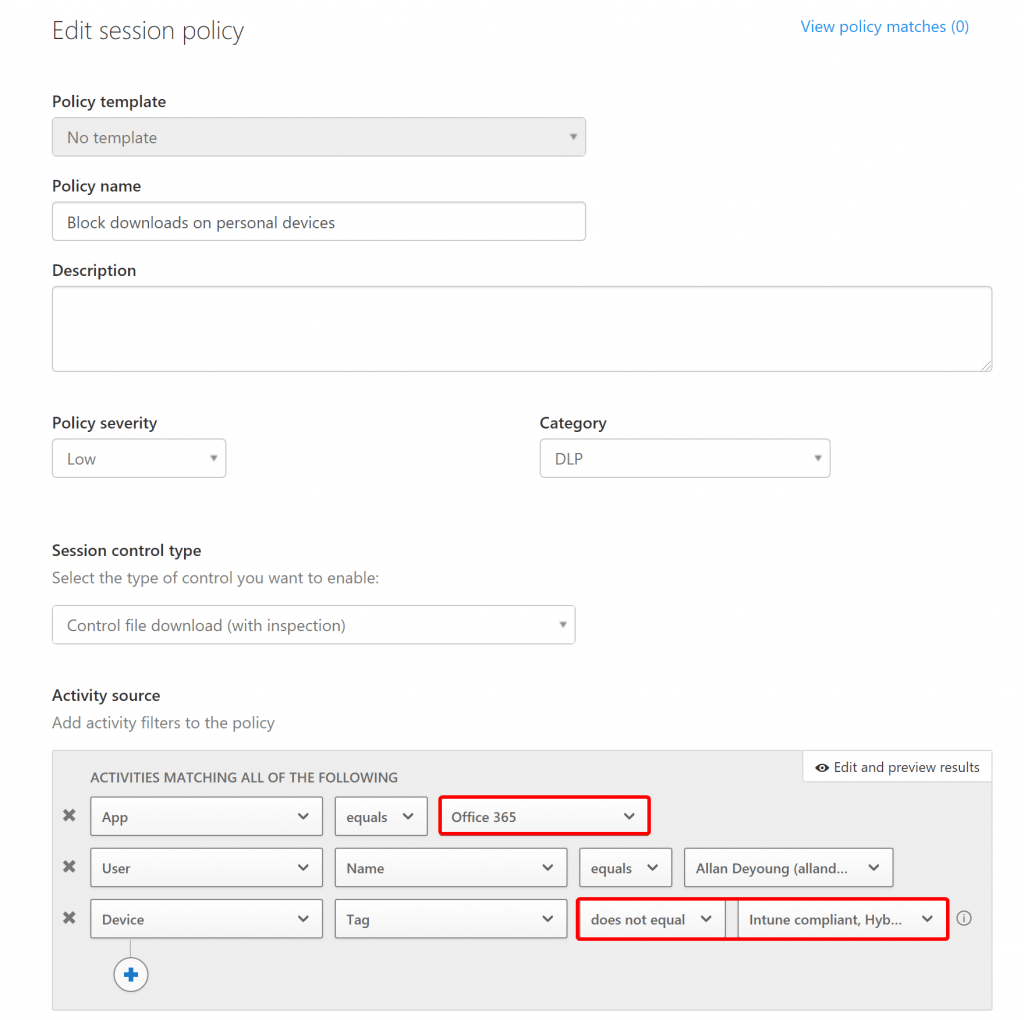 Edit session policy
View policy matches (0)
Policy template
No template
Policy name
Block downloads on personal devices
Description
Policy severity
Category
Low
DLP
Session control type
Select the type of control you want to enable:
Control file download (with inspection)
Activity source
Add activity filters to the policy
ACTIVITIES MATCHING ALL OF THE FOLLOWING
Edit and preview results
App equals Office 365
User Name equals Allan Deyoung (alland...
Device Tag does not equal Intune compliant, Hyb...